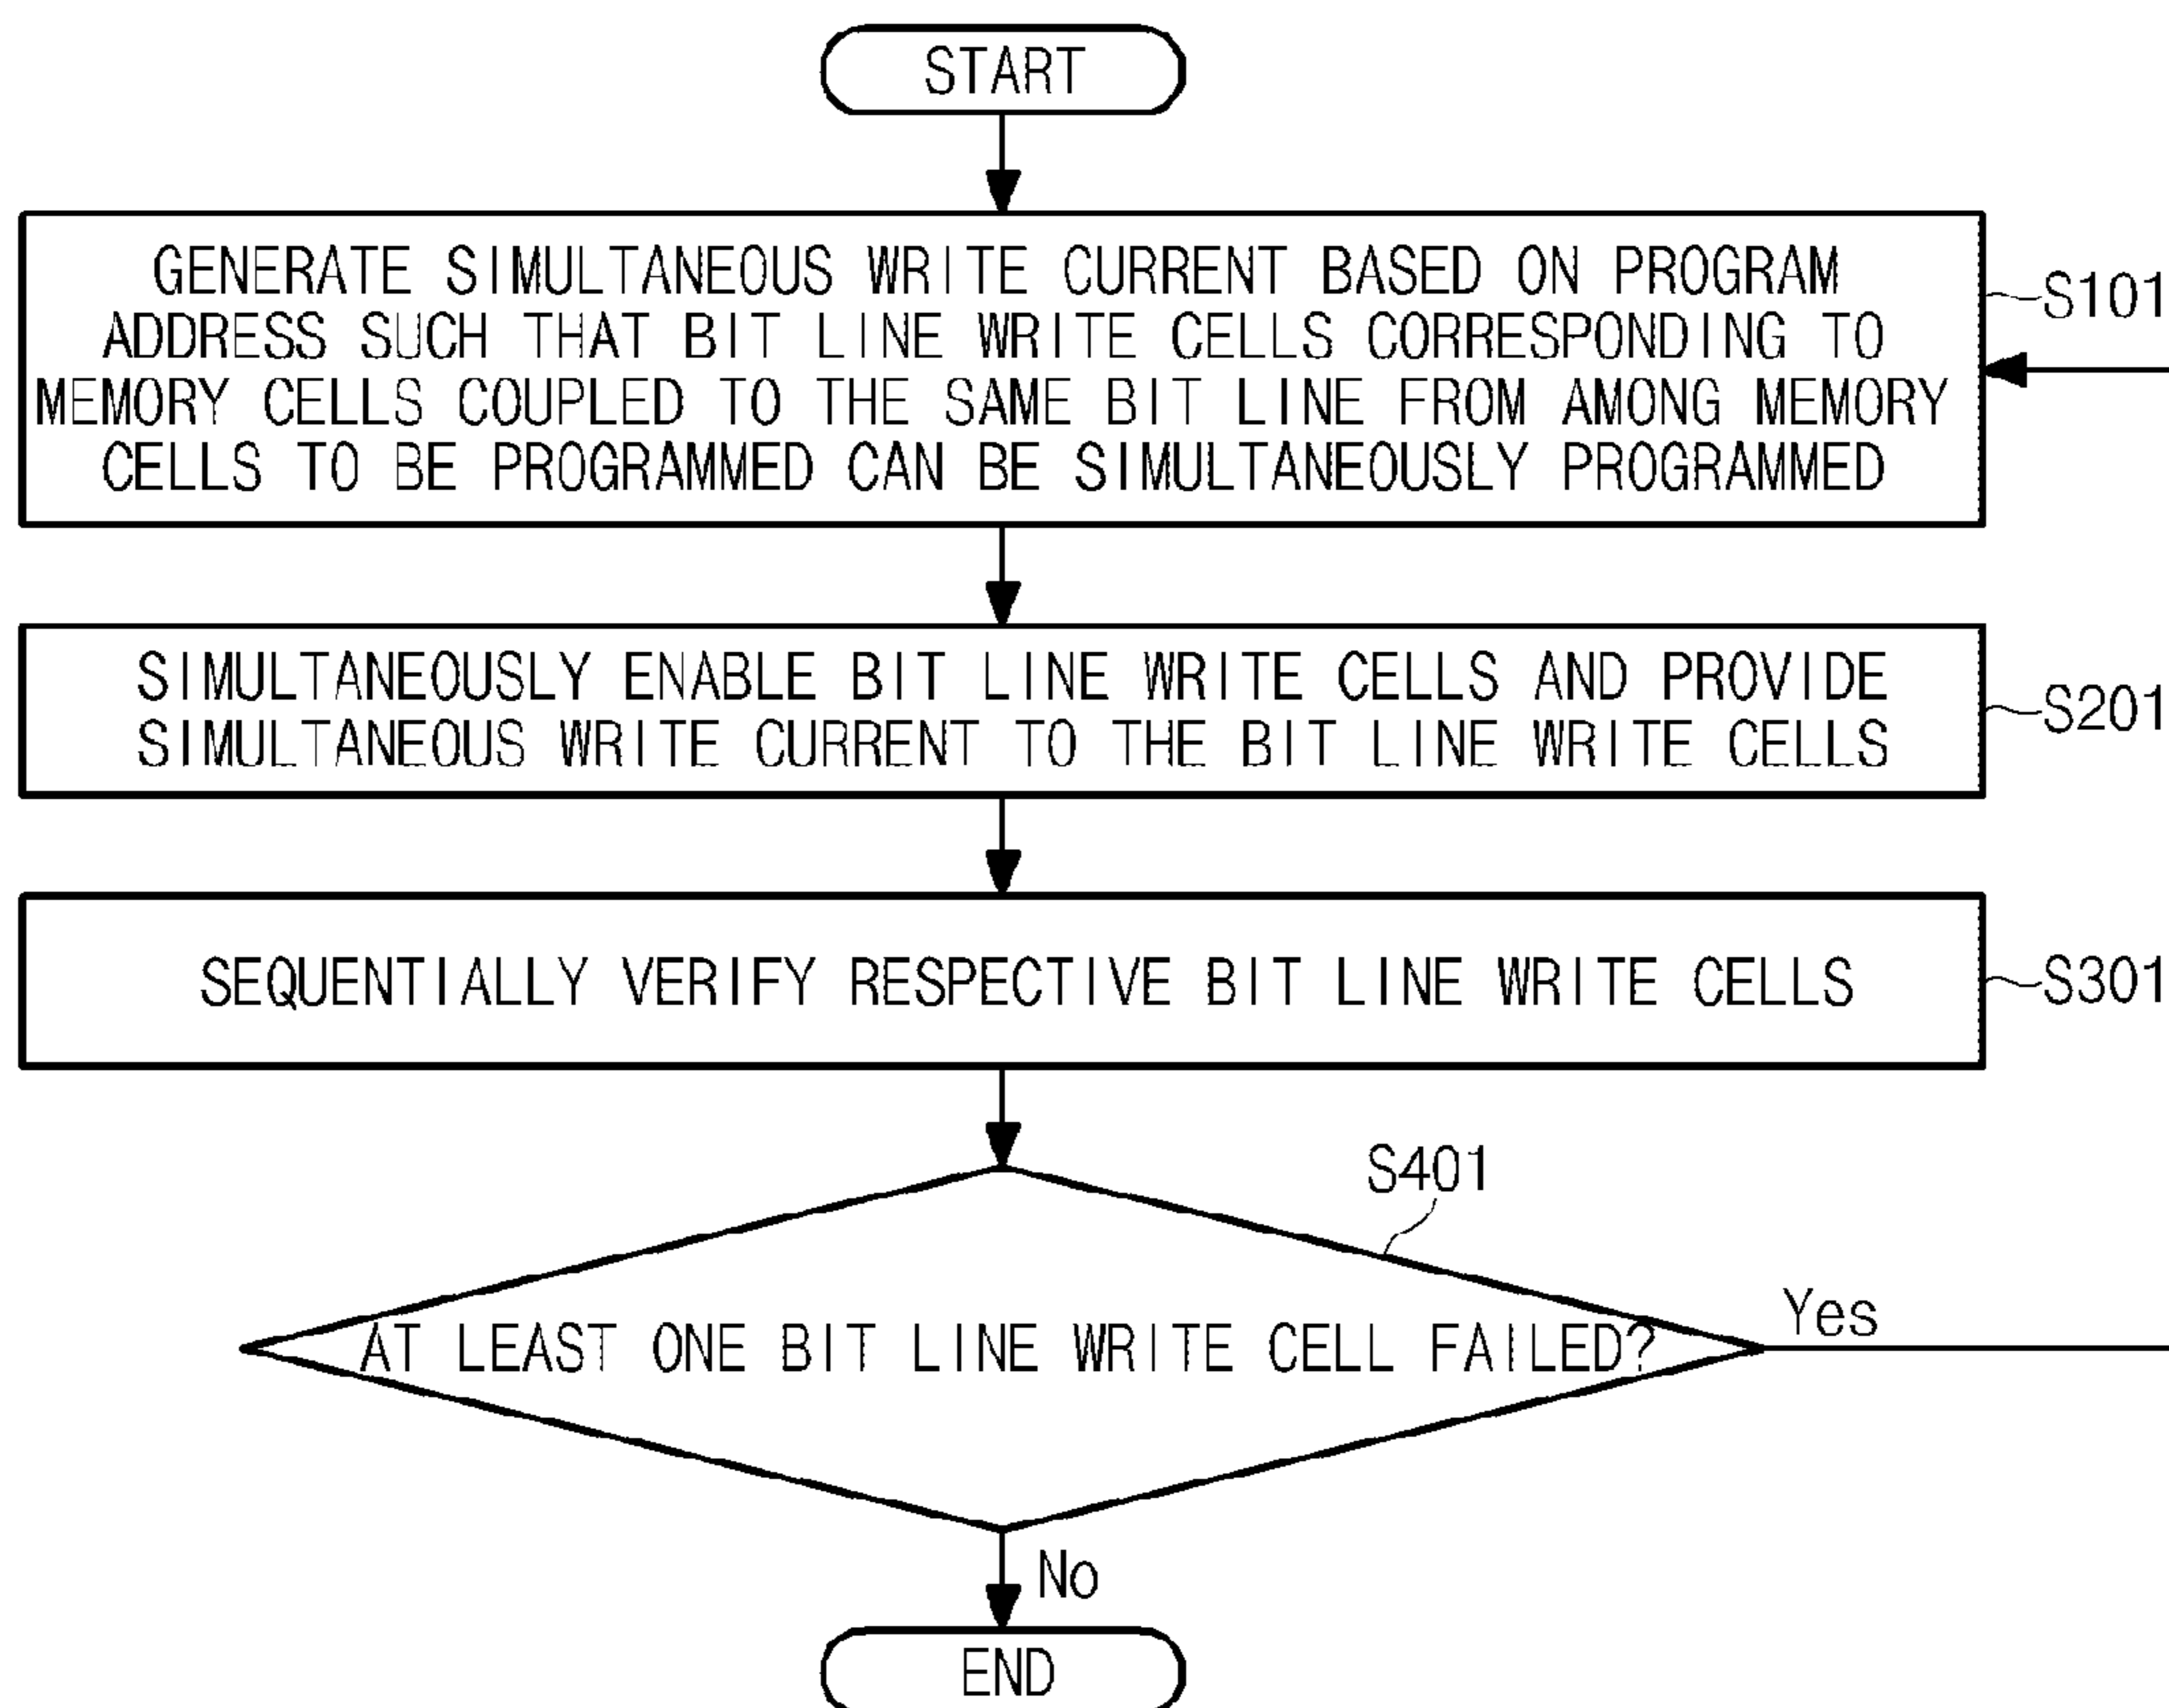 START
GENERATE SIMULTANEOUS WRITE CURRENT BASED ON PROGRAM
ADDRESS SUCH THAT BIT LINE WRITE CELLS CORRESPONDING TO
MEMORY CELLS COUPLED TO THE SAME BIT LINE FROM AMONG MEMORY
CELLS TO BE PROGRAMMED CAN BE SIMULTANEOUSLY PROGRAMMED
S101
SIMULTANEOUSLY ENABLE BIT LINE WRITE CELLS AND PROVIDE
SIMULTANEOUS WRITE CURRENT TO THE BIT LINE WRITE CELLS
S201
SEQUENTIALLY VERIFY RESPECTIVE BIT LINE WRITE CELLS
S301
S401
AT LEAST ONE BIT LINE WRITE CELL FAILED?
Yes
No
END